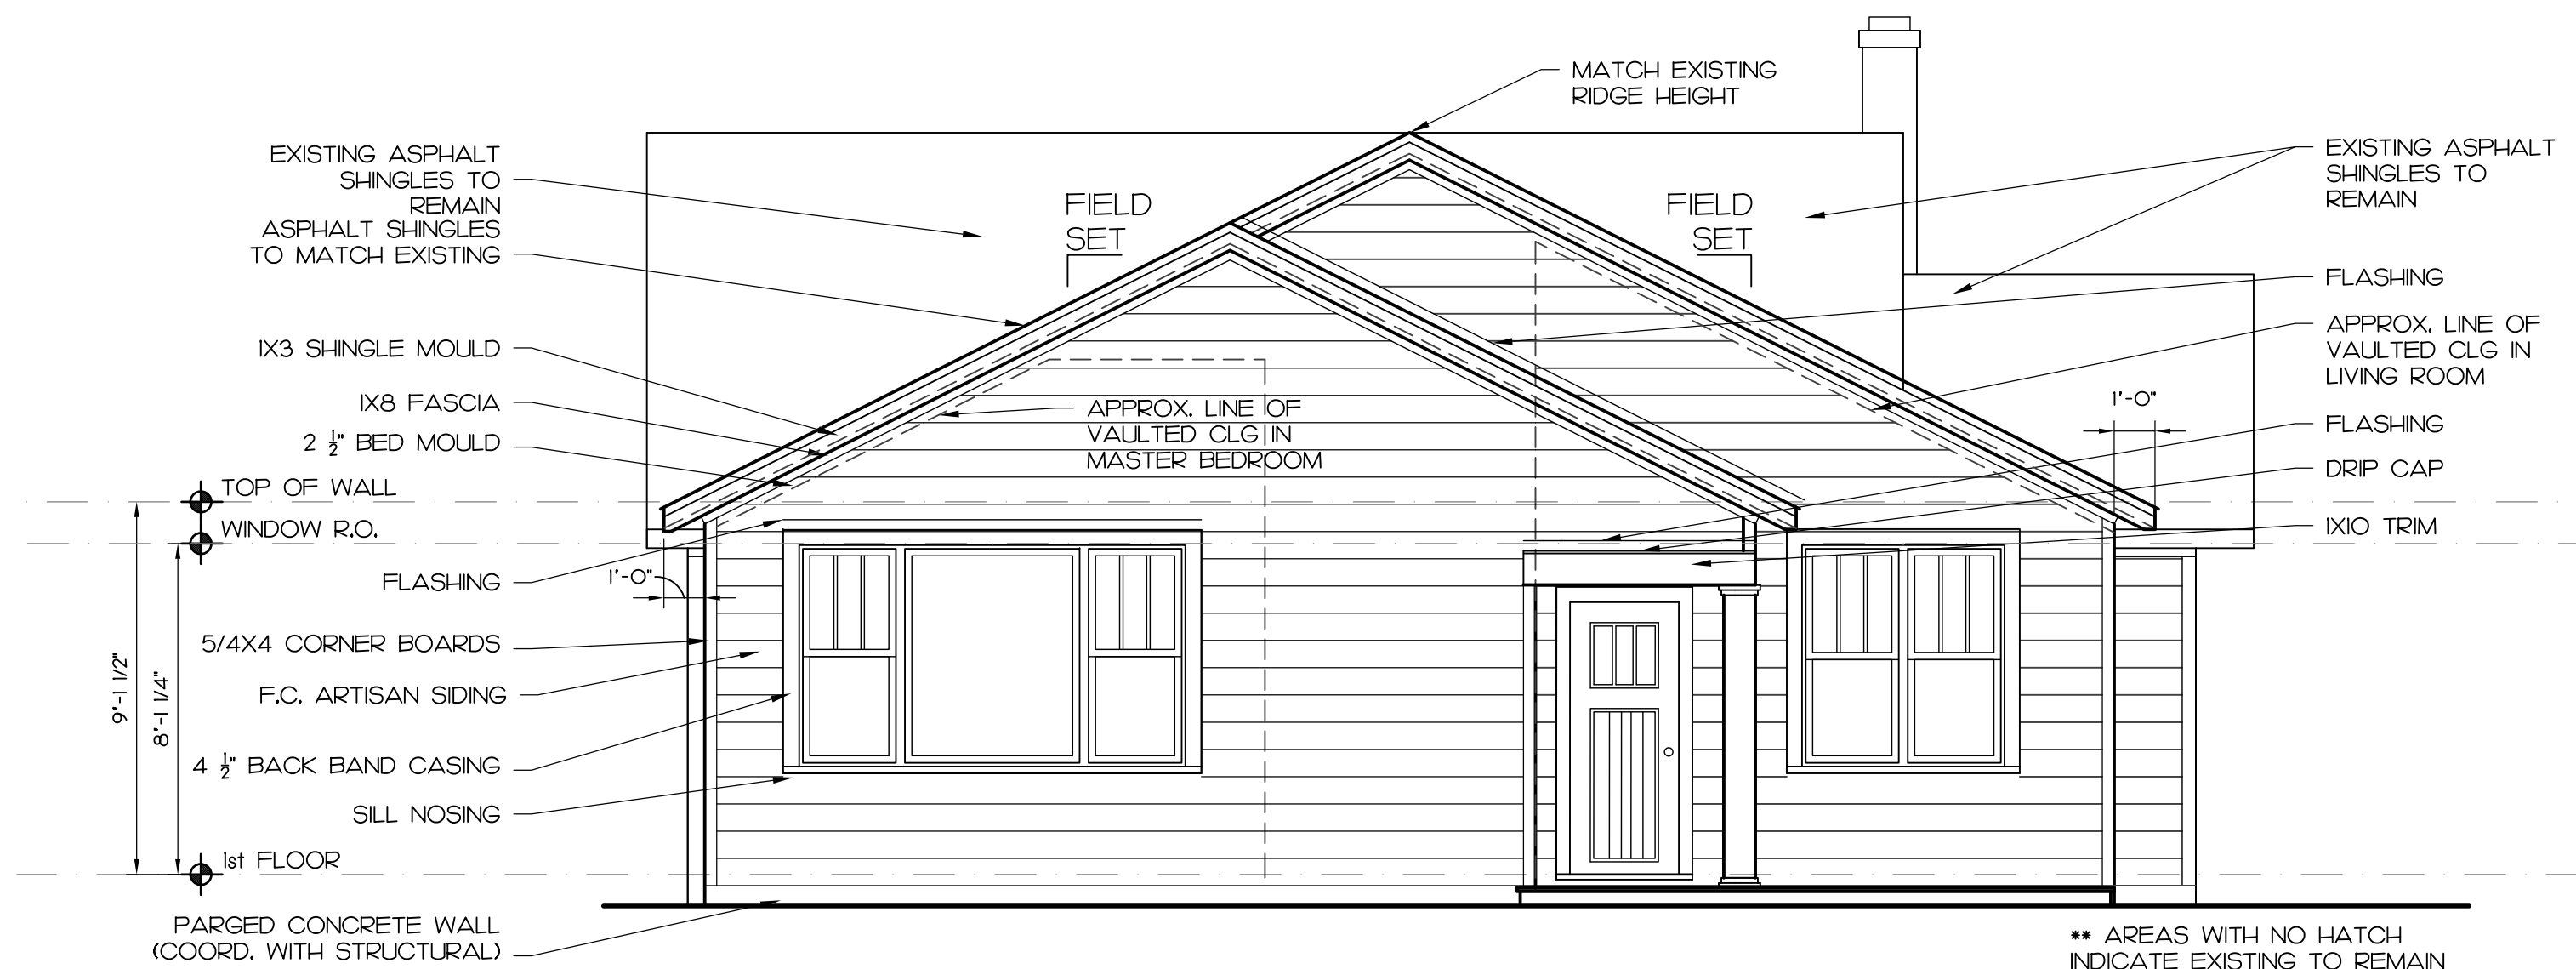 MATCH EXISTING
RIDGE HEIGHT
EXISTING ASPHALT
SHINGLES TO
REMAIN
ASPHALT SHINGLES
TO MATCH EXISTING
1X3 SHINGLE MOULD
1X8 FASCIA
2 1/2" BED MOULD
TOP OF WALL
WINDOW R.O.
FLASHING
1'-0"
5/4X4 CORNER BOARDS
F.C. ARTISAN SIDING
4 1/2" BACK BAND CASING
SILL NOSING
1st FLOOR
9'-1 1/2"
8'-1 1/4"
PARGED CONCRETE WALL
(COORD. WITH STRUCTURAL)
FIELD
SET
FIELD
SET
APPROX. LINE OF
VAULTED CLG IN
MASTER BEDROOM
EXISTING ASPHALT
SHINGLES TO
REMAIN
FLASHING
APPROX. LINE OF
VAULTED CLG IN
LIVING ROOM
1'-0"
FLASHING
DRIP CAP
1X10 TRIM
** AREAS WITH NO HATCH
INDICATE EXISTING TO REMAIN